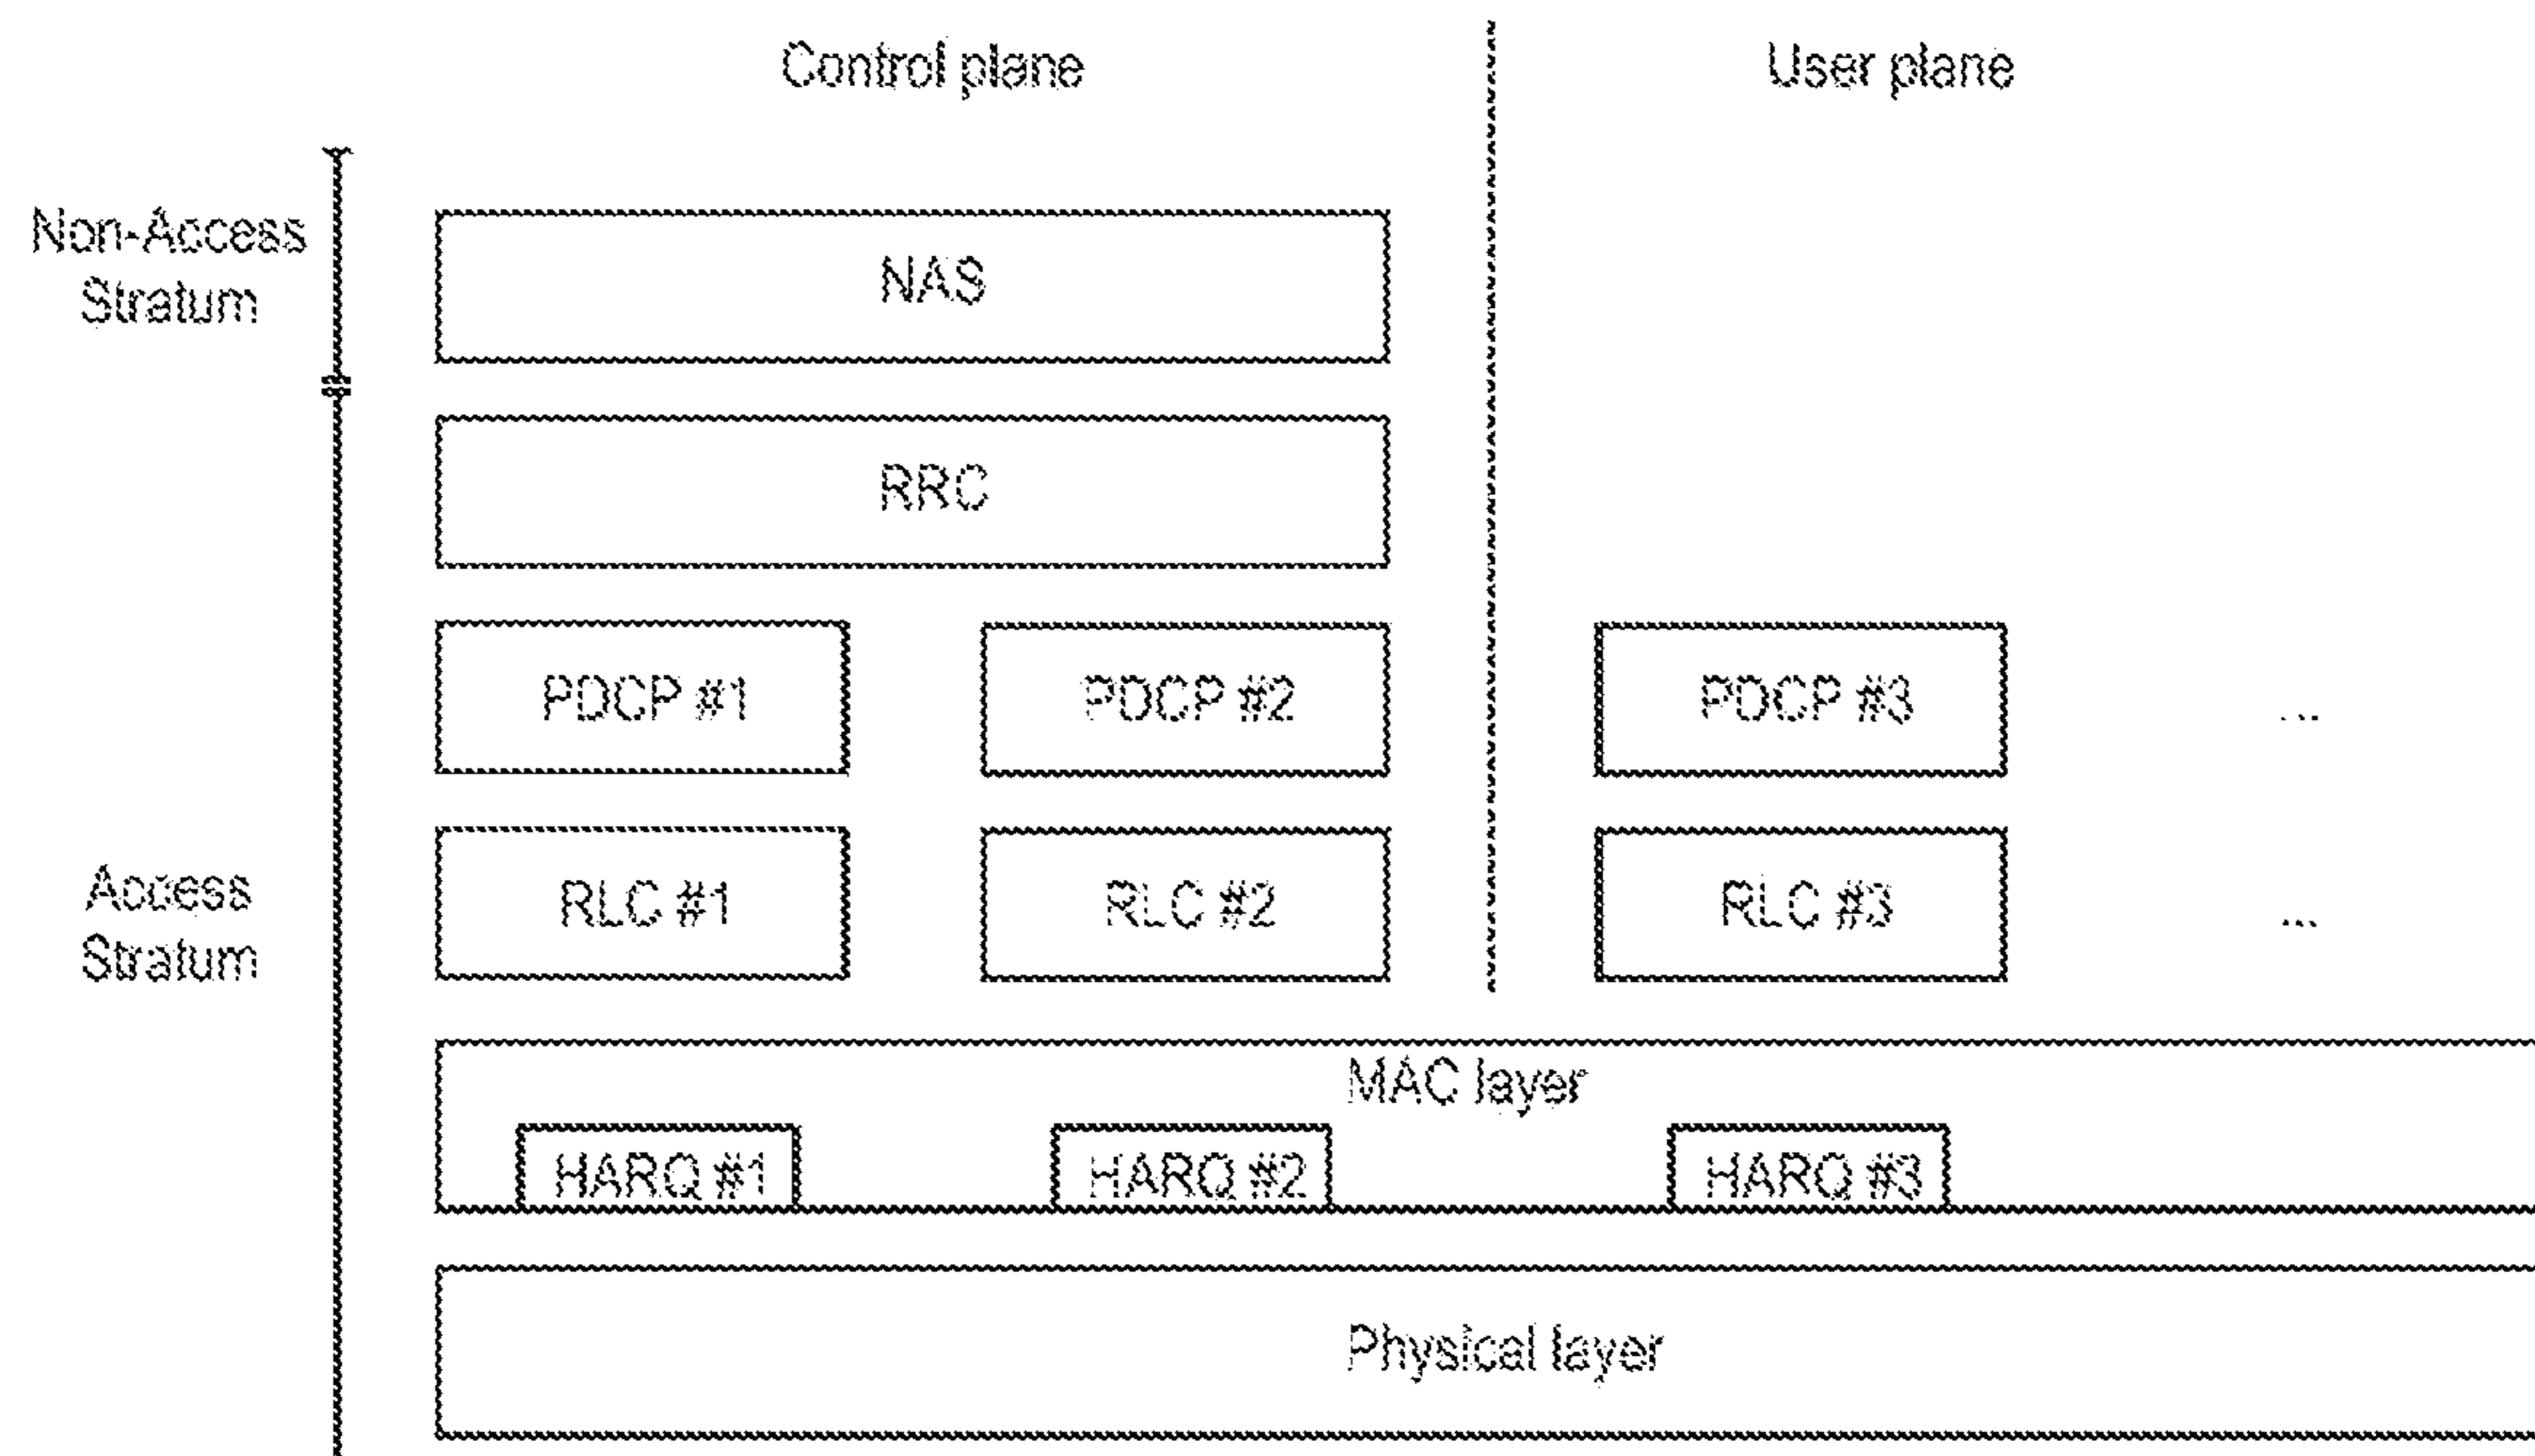 Control plane
User plane
Non-Access
Stratum
NAS
RRC
PDCP #1
PDCP #2
PDCP #3
...
Access
Stratum
RLC #1
RLC #2
RLC #3
...
MAC layer
HARQ #1
HARQ #2
HARQ #3
Physical layer